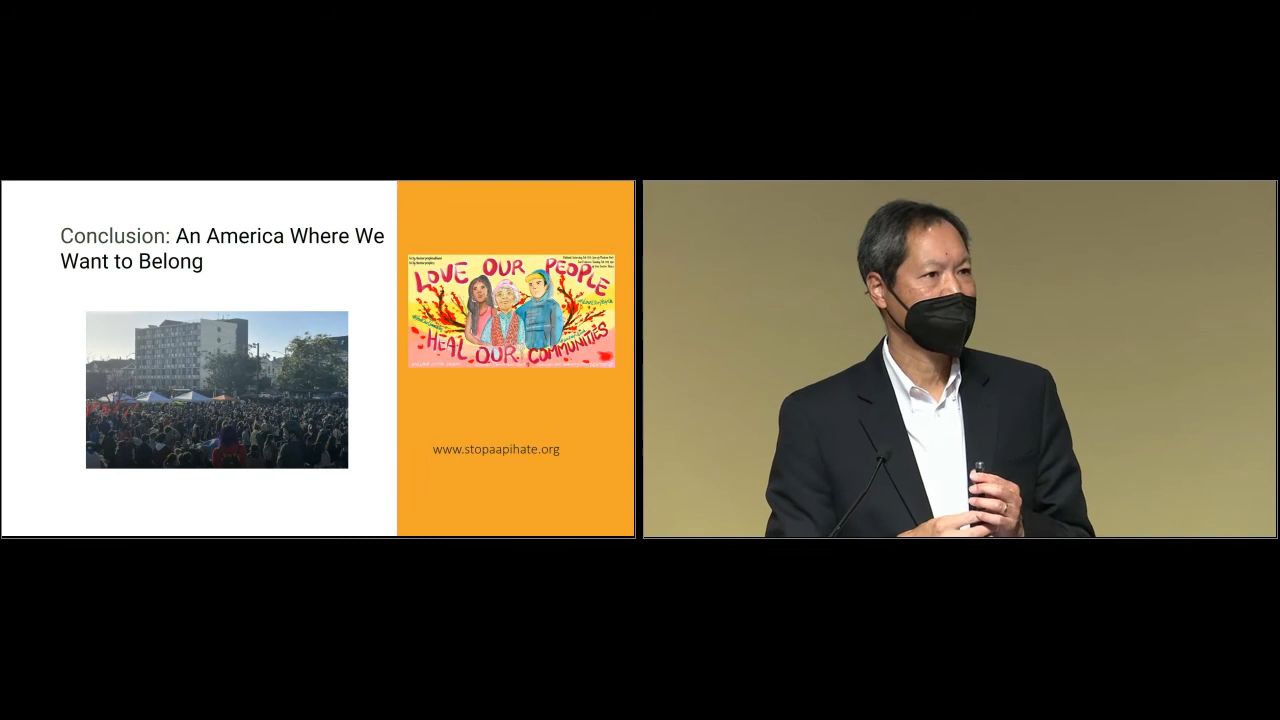 Conclusion: An America Where We
Want to Belong
LOVE OUR PEOPLE
HEAL OUR COMMUNITIES
www.stopaapihate.org